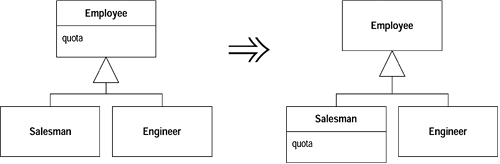 Employee
quota
Salesman
Engineer
Employee
Salesman
quota
Engineer